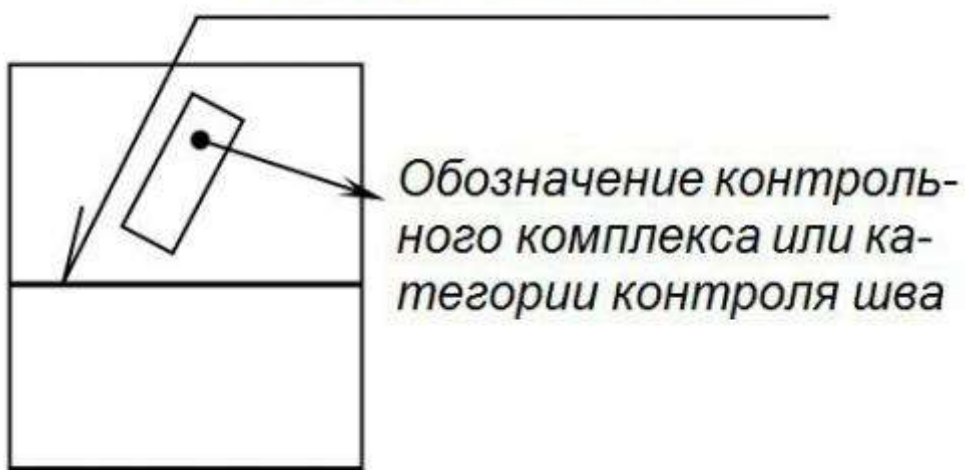 Обозначение контроль-
ного комплекса или ка-
тегории контроля шва